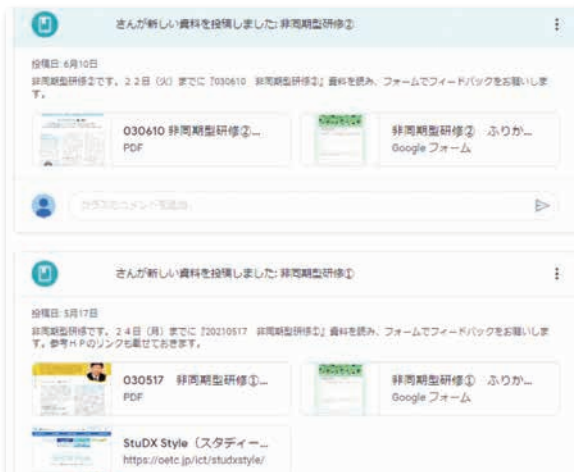 さんが新しい資料を投稿しました: 非同期型研修②
投稿日: 6月10日
非同期型研修②です。２２日（火）までに『030610　非同期型研修②』資料を読み、フォームでフィードバックをお願いしま
す。
030610 非同期型研修②...
PDF
非同期型研修②　ふりか...
Google フォーム
クラスのコメントを追加...
さんが新しい資料を投稿しました: 非同期型研修①
投稿日: 5月17日
非同期型研修です。２４日（月）までに『20210517　非同期型研修①』資料を読み、フォームでフィードバックをお願いしま
す。参考ＨＰのリンクも載せておきます。
030517　非同期型研修①...
PDF
非同期型研修①　ふりか...
Google フォーム
StuDX Style（スタディー...
https://oetc.jp/ict/studxstyle/